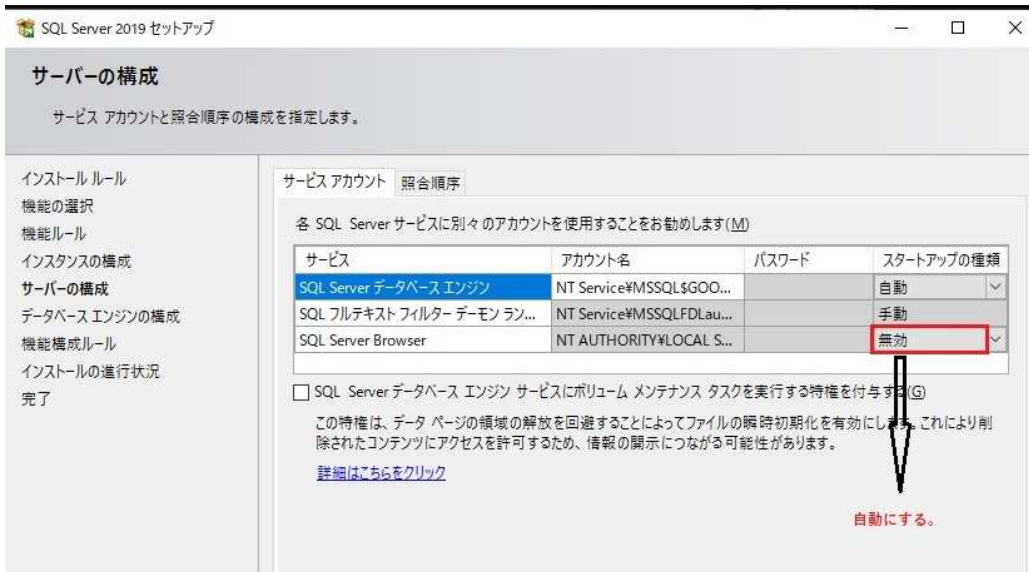 SQL Server 2019 セットアップ
サーバーの構成
サービス アカウントと照合順序の構成を指定します。
インストール ルール
機能の選択
機能ルール
インスタンスの構成
サーバーの構成
データベース エンジンの構成
機能構成ルール
インストールの進行状況
完了
サービス アカウント 照合順序
各 SQL Server サービスに別々のアカウントを使用することをお勧めします(M)
サービス アカウント名 パスワード スタートアップの種類
SQL Server データベース エンジン NT Service¥MSSQL$GOO... 自動
SQL フルテキスト フィルター デーモン ラン... NT Service¥MSSQLFDLau... 手動
SQL Server Browser NT AUTHORITY¥LOCAL S... 無効
SQL Server データベース エンジン サービスにボリューム メンテナンス タスクを実行する特権を付与する(G)
この特権は、データ ページの領域の解放を回避することによってファイルの瞬時初期化を有効にします。これにより削
除されたコンテンツにアクセスを許可するため、情報の開示につながる可能性があります。
詳細はこちらをクリック
自動にする。